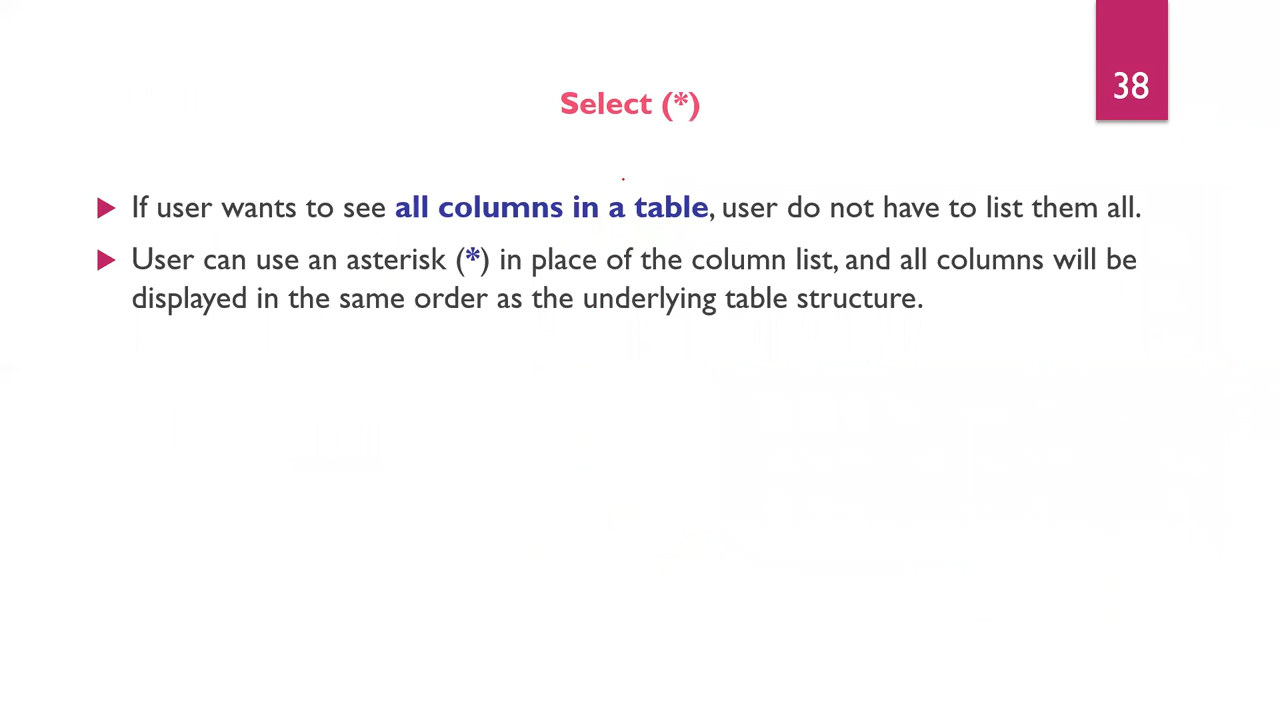 38
Select (*)
If user wants to see all columns in a table, user do not have to list them all.
User can use an asterisk (*) in place of the column list, and all columns will be
displayed in the same order as the underlying table structure.